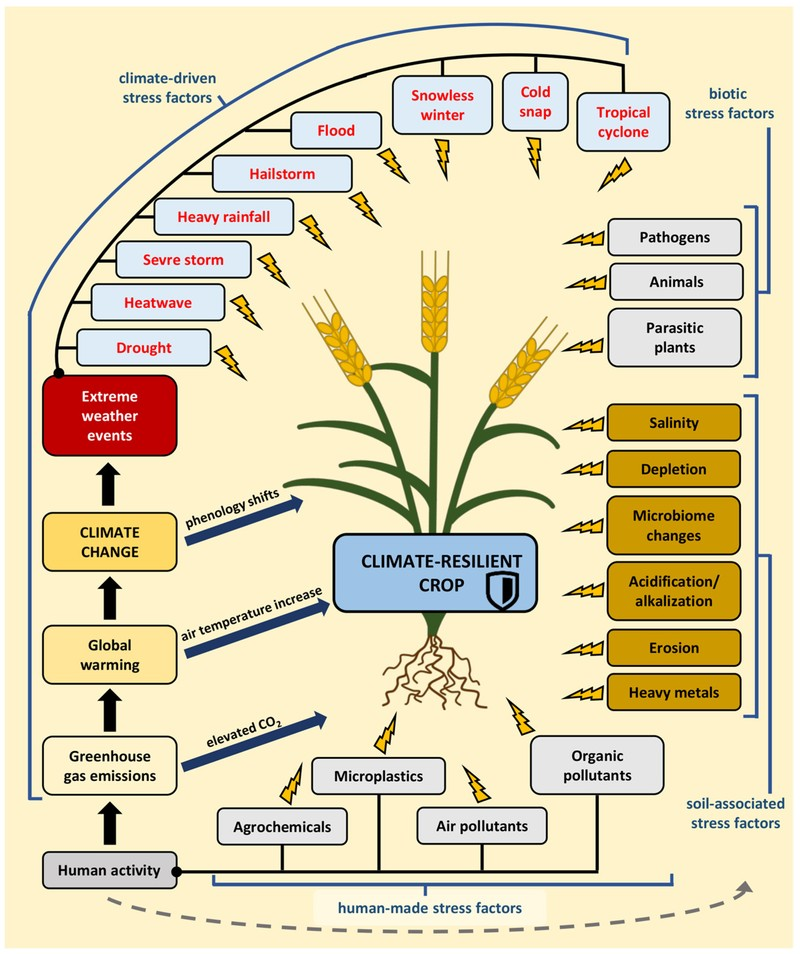 climate-driven
stress factors
Snowless
winter
Cold
snap
Tropical
cyclone
biotic
stress factors
Flood
Hailstorm
Heavy rainfall
Sevre storm
Heatwave
Drought
Pathogens
Animals
Parasitic
plants
Extreme
weather
events
Salinity
Depletion
Microbiome
changes
Acidification/
alkalization
Erosion
Heavy metals
phenology shifts
CLIMATE
CHANGE
CLIMATE-RESILIENT
CROP
air temperature increase
Global
warming
elevated CO₂
Greenhouse
gas emissions
Microplastics
Organic
pollutants
Agrochemicals
Air pollutants
soil-associated
stress factors
Human activity
human-made stress factors